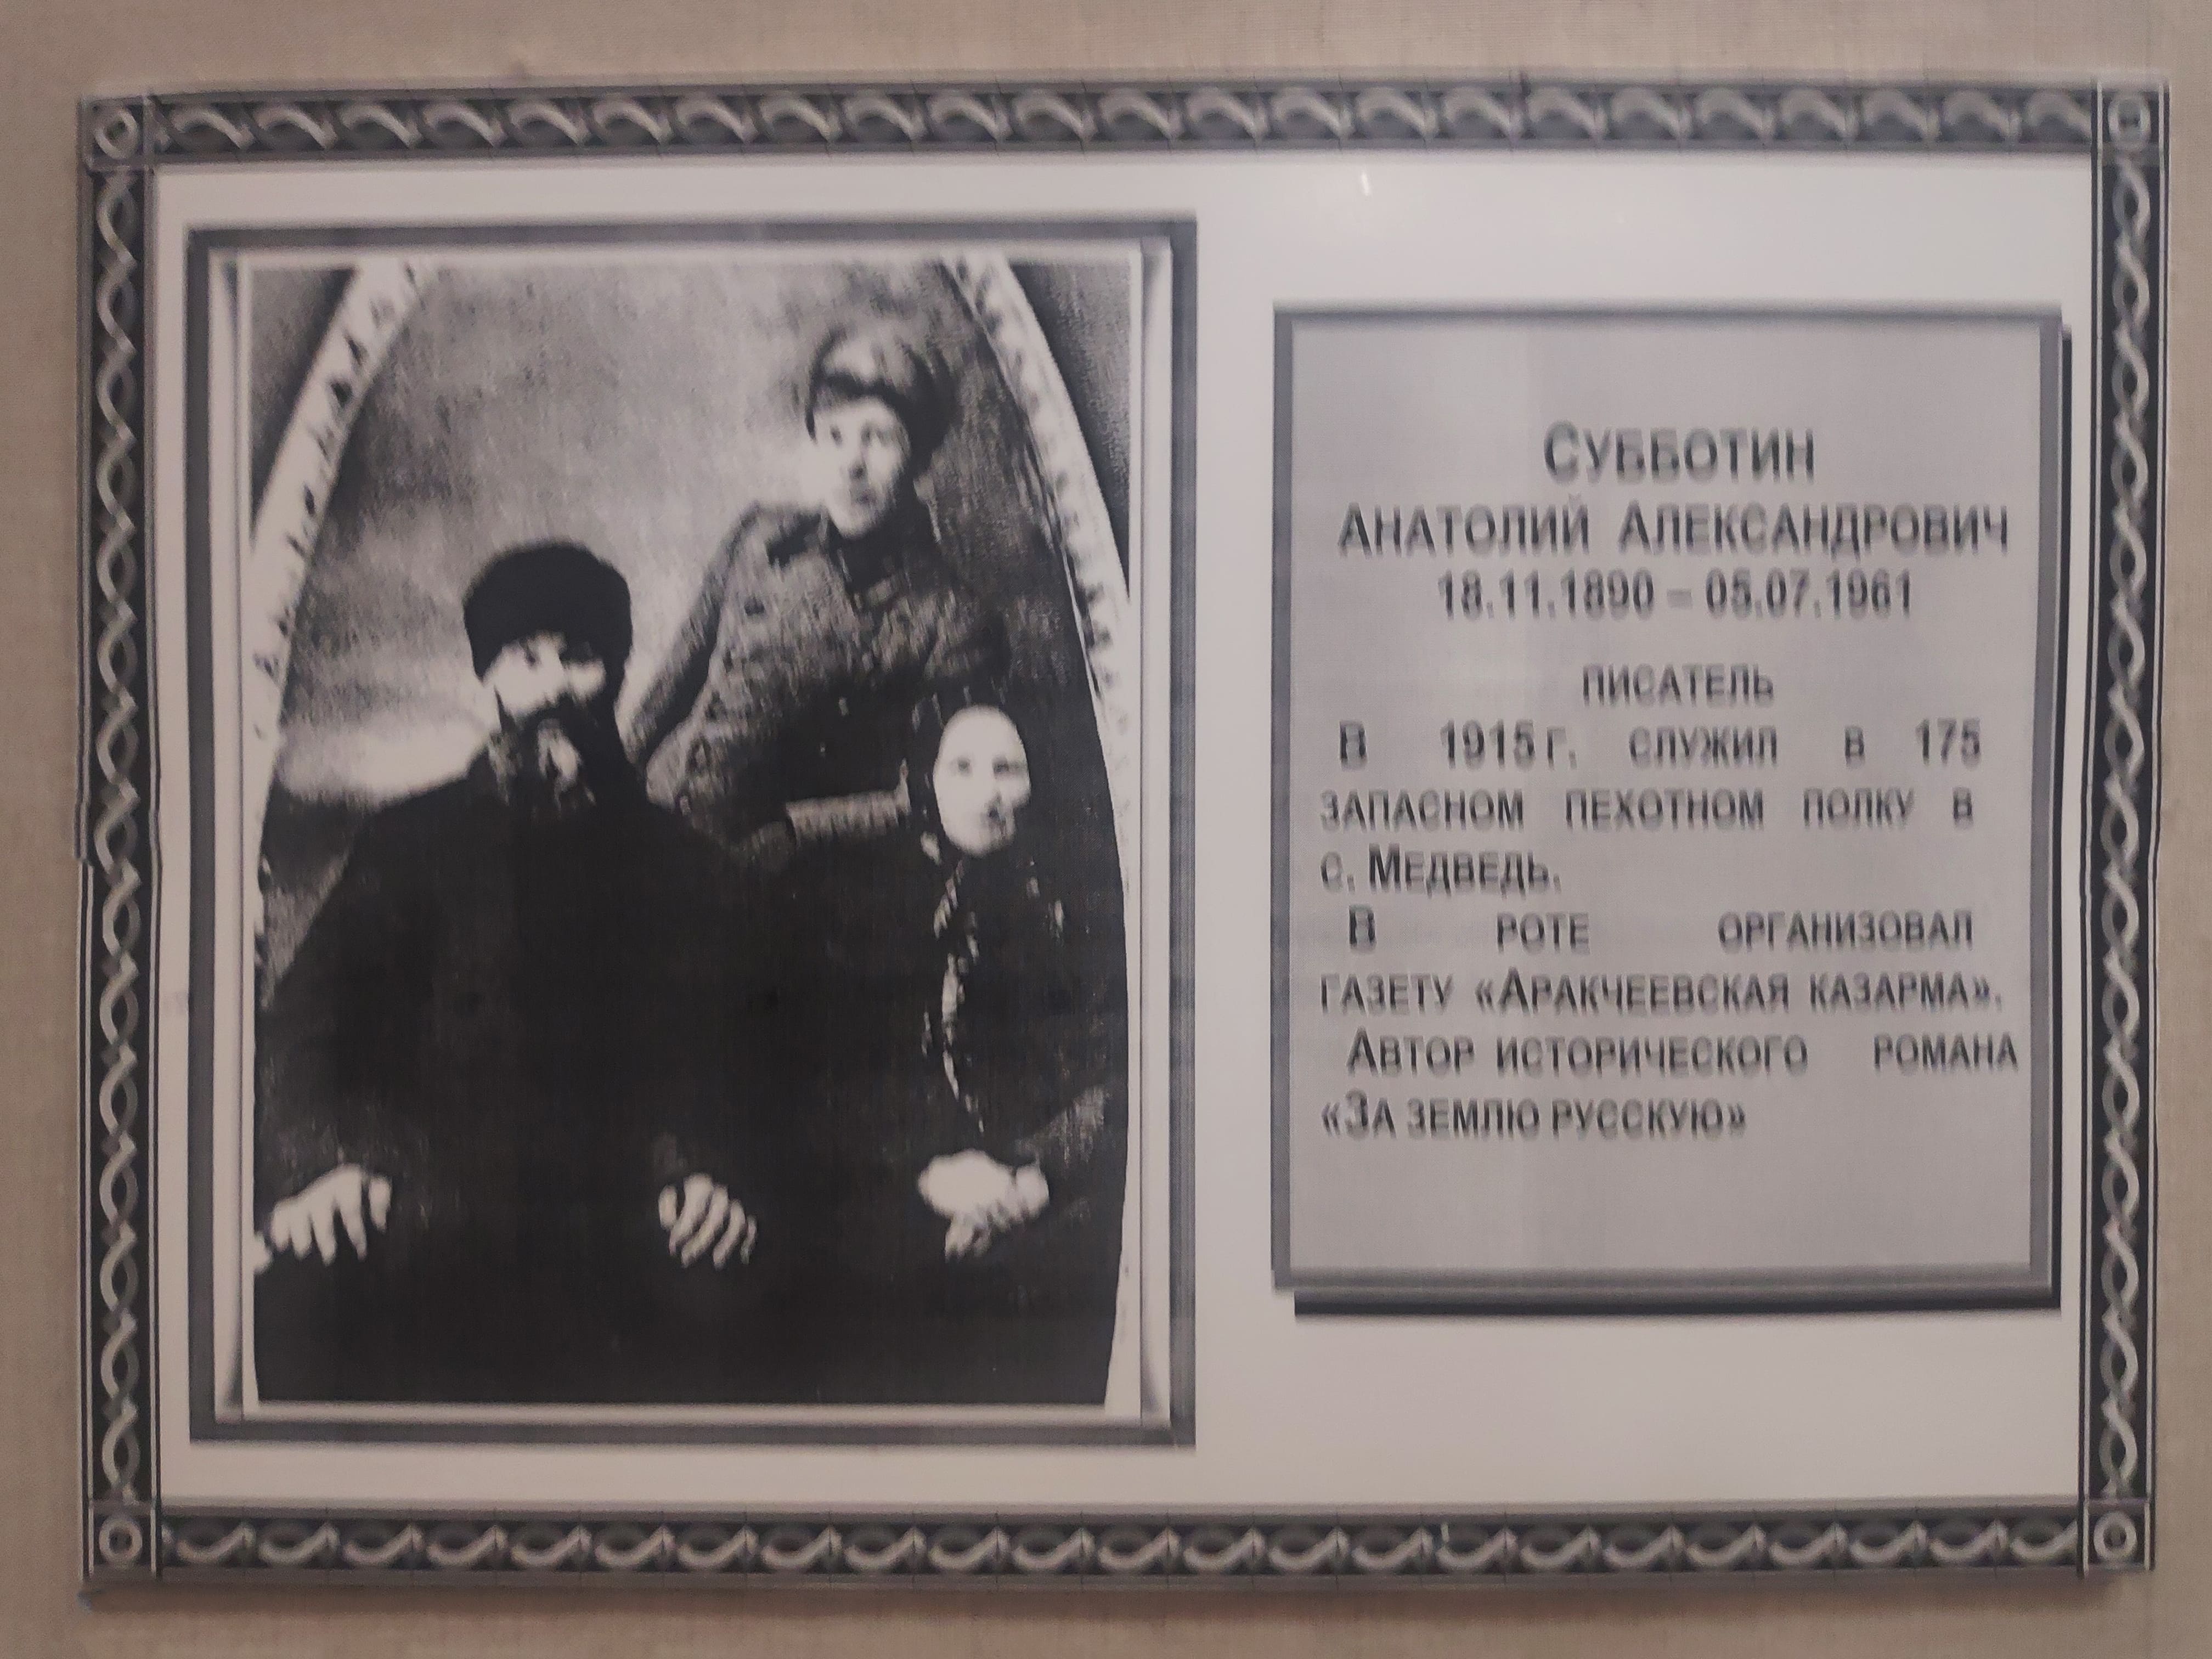 Субботин
Анатолий Александрович
18.11.1890 – 05.07.1961
писатель
В 1915 г. служил в 175
запасном пехотном полку в
с. Медведь.
В роте организовал
газету «Аракчеевская казарма».
Автор исторического романа
«За землю русскую»